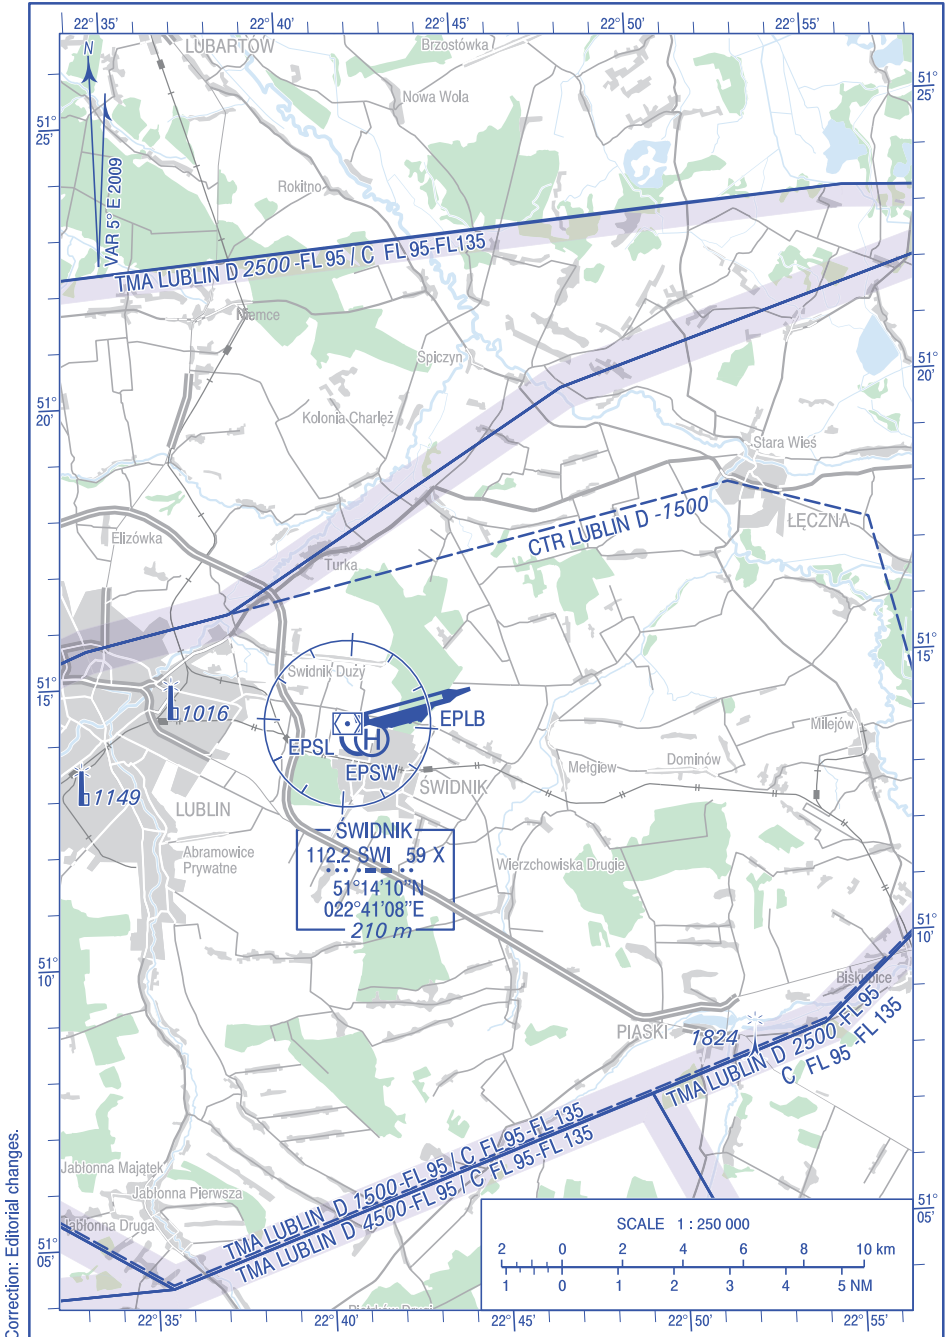 22° 35'
22° 40'
22° 45'
22° 50'
22° 55'
N
LUBARTÓW
Brzostówka
51°
25'
Nowa Wola
51°
25'
Rokitno
VAR 5° E 2009
TMA LUBLIN D 2500 -FL 95 / C FL 95-FL135
Niemce
Spiczyn
51°
20'
51°
20'
Kolonia Charlęż
Stara Wieś
CTR LUBLIN D -1500
ŁĘCZNA
Elizówka
Turka
51°
15'
Swidnik Duży
51°
15'
1016
EPLB
EPSL
H
EPSW
Milejów
Dominów
Mełgiew
ŚWIDNIK
1149
LUBLIN
ŚWIDNIK
112.2 SWI 59 X
51°14'10"N
022°41'08"E
210 m
Abramowice
Prywatne
Wierzchowiska Drugie
51°
10'
51°
10'
Biskupice
PIASKI
1824
TMA LUBLIN D 2500 -FL 95
C FL 95 -FL 135
TMA LUBLIN D 1500-FL 95 / C FL 95-FL 135
TMA LUBLIN D 4500-FL 95 / C FL 95-FL 135
Jabłonna Majątek
Jabłonna Pierwsza
Jabłonna Druga
51°
05'
51°
05'
SCALE 1 : 250 000
2 0 2 4 6 8 10 km
1 0 1 2 3 4 5 NM
22° 35'
22° 40'
22° 45'
22° 50'
22° 55'
Correction: Editorial changes.